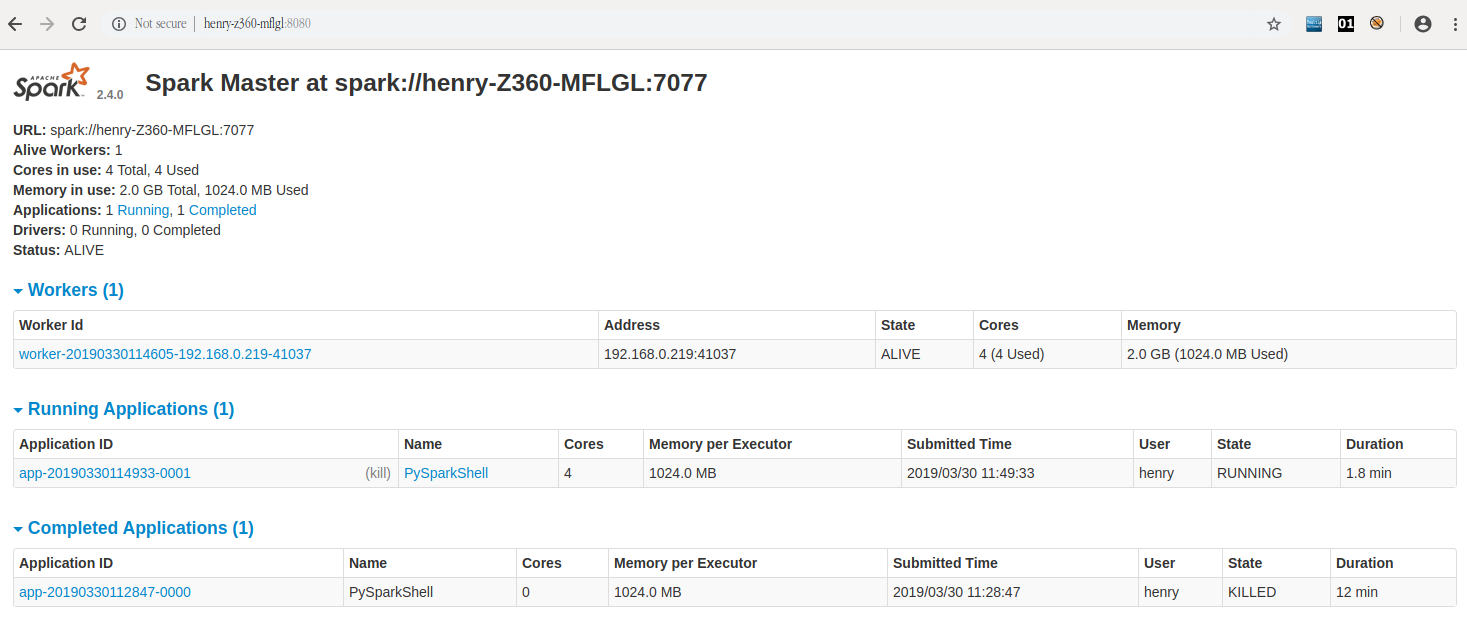 Not secure henry-z360-mflgl:8080
01
APACHE Spark 2.4.0 Spark Master at spark://henry-Z360-MFLGL:7077
URL: spark://henry-Z360-MFLGL:7077
Alive Workers: 1
Cores in use: 4 Total, 4 Used
Memory in use: 2.0 GB Total, 1024.0 MB Used
Applications: 1 Running, 1 Completed
Drivers: 0 Running, 0 Completed
Status: ALIVE
Workers (1)
Worker Id Address State Cores Memory
worker-20190330114605-192.168.0.219-41037 192.168.0.219:41037 ALIVE 4 (4 Used) 2.0 GB (1024.0 MB Used)
Running Applications (1)
Application ID Name Cores Memory per Executor Submitted Time User State Duration
app-20190330114933-0001 (kill) PySparkShell 4 1024.0 MB 2019/03/30 11:49:33 henry RUNNING 1.8 min
Completed Applications (1)
Application ID Name Cores Memory per Executor Submitted Time User State Duration
app-20190330112847-0000 PySparkShell 0 1024.0 MB 2019/03/30 11:28:47 henry KILLED 12 min